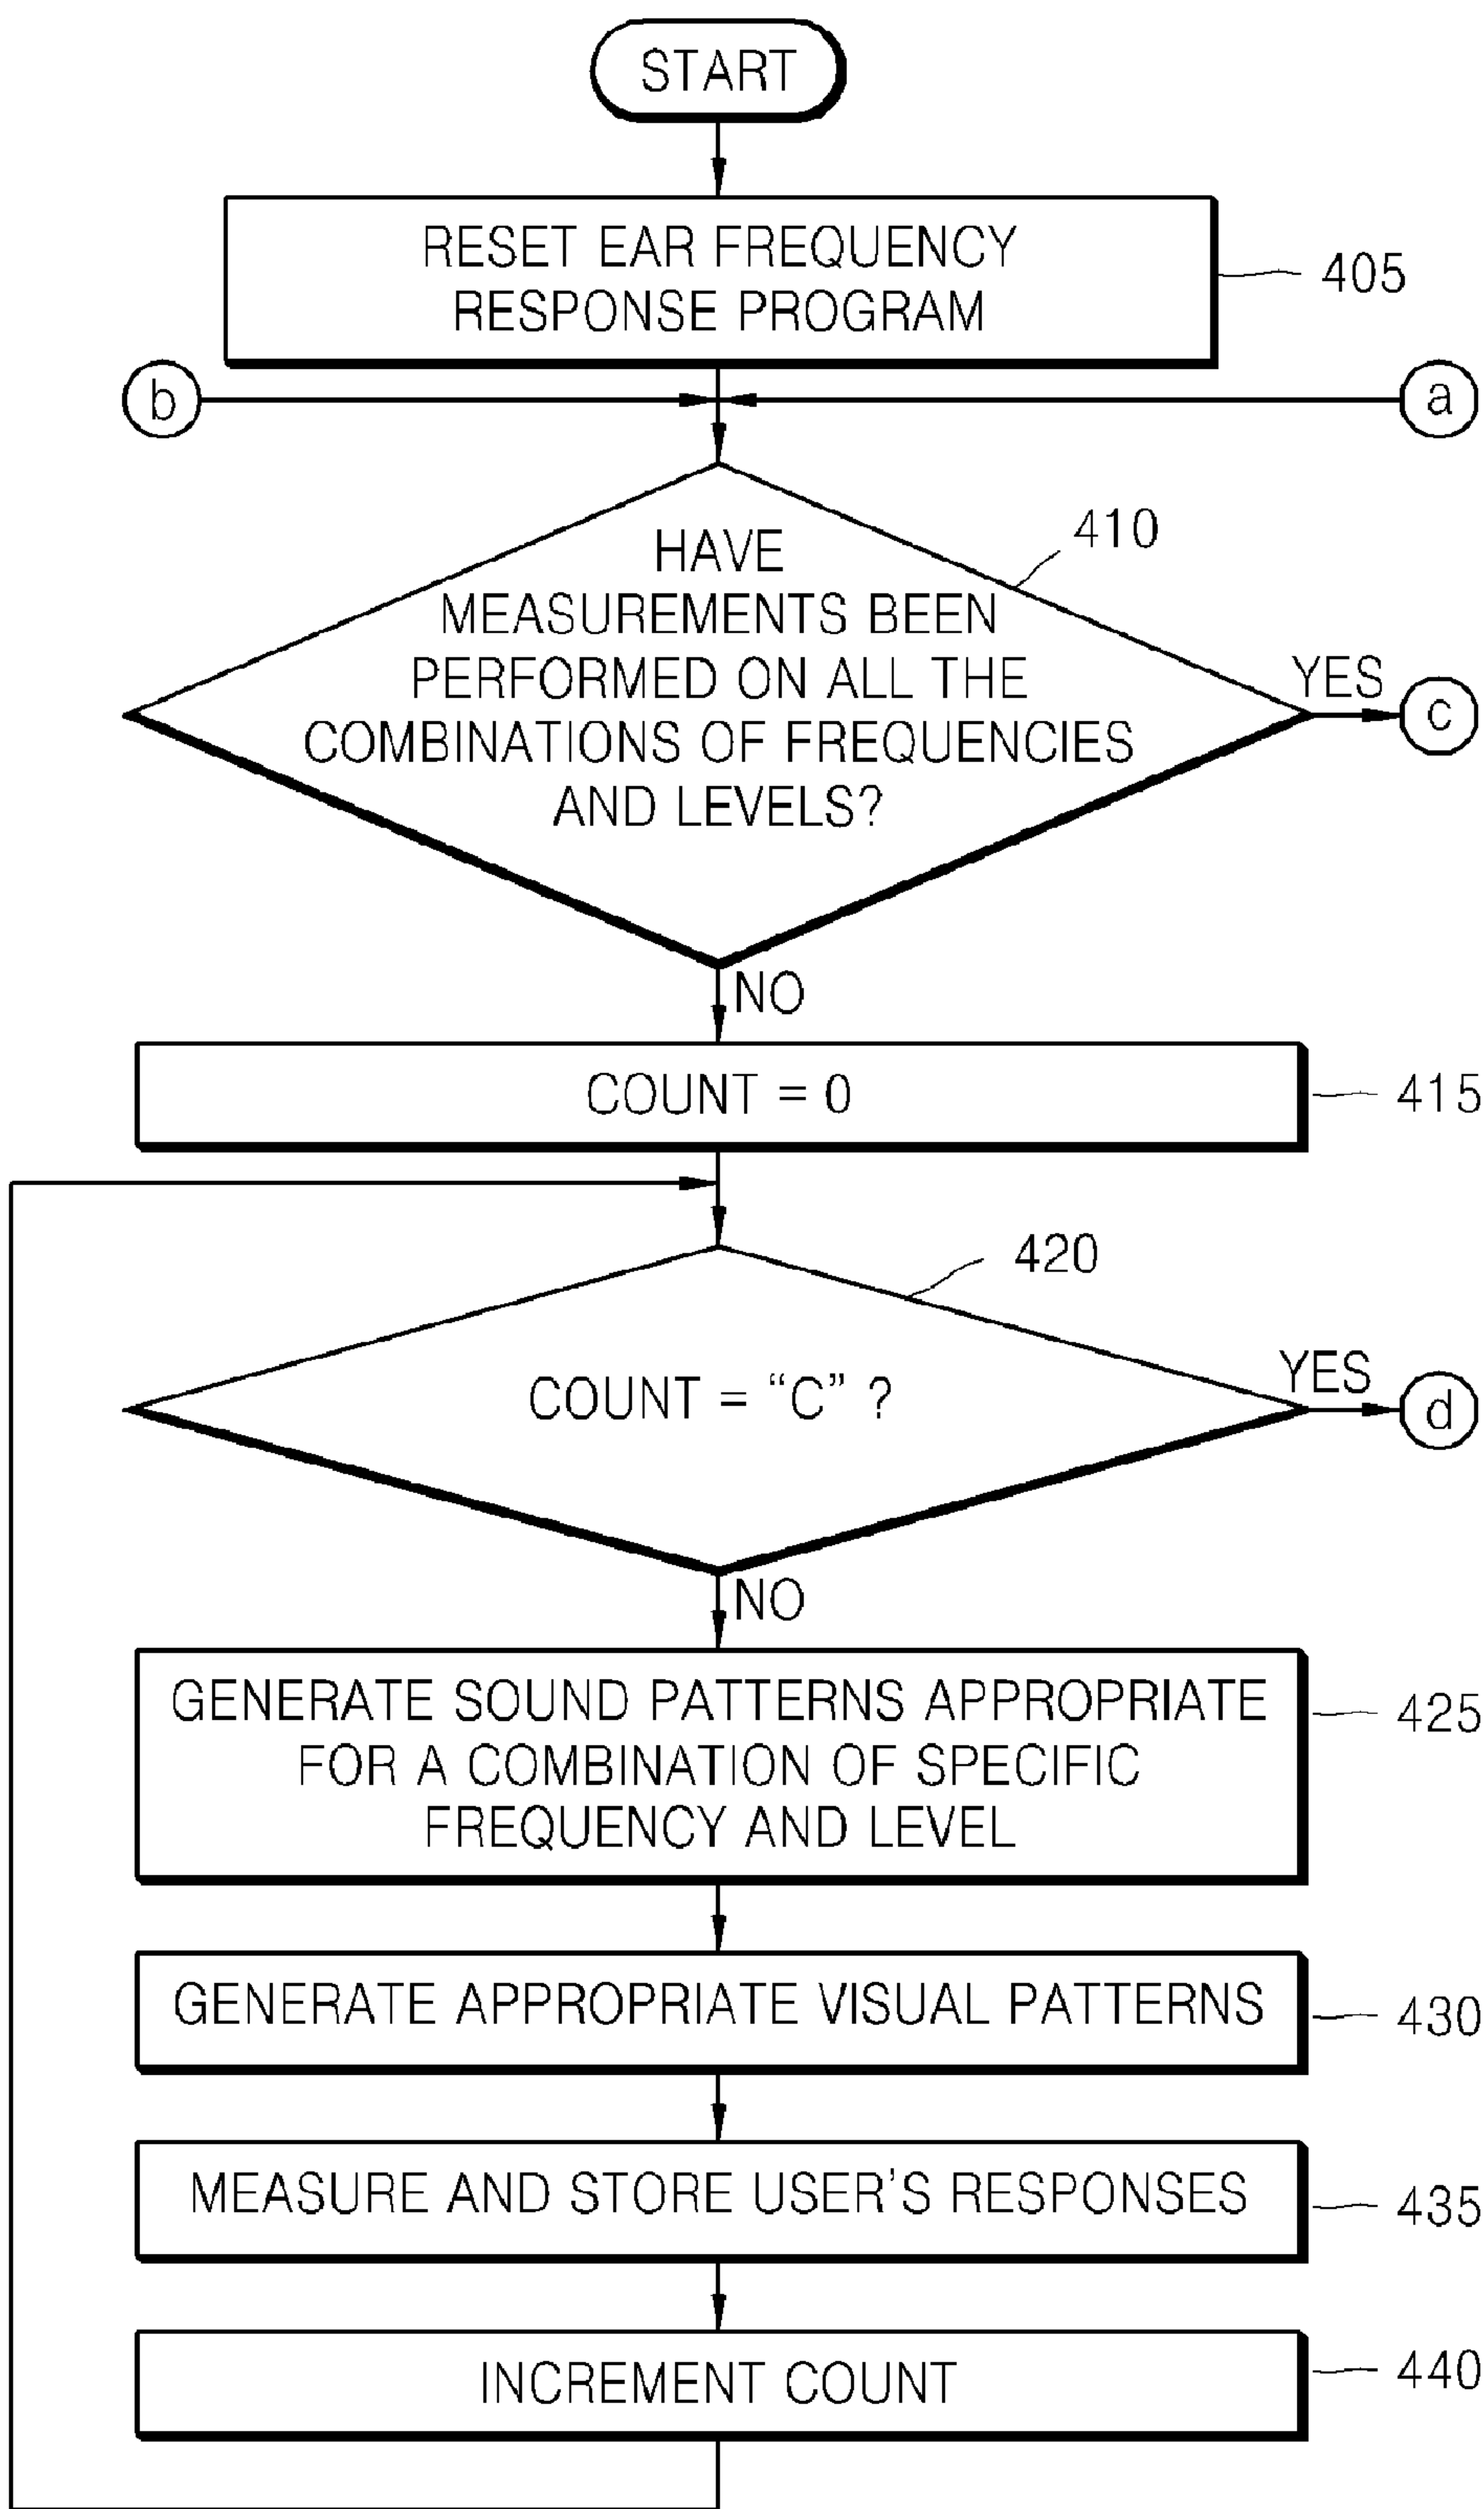 START
RESET EAR FREQUENCY
RESPONSE PROGRAM
405
b
a
410
HAVE
MEASUREMENTS BEEN
PERFORMED ON ALL THE
COMBINATIONS OF FREQUENCIES
AND LEVELS?
YES
c
NO
COUNT = 0
415
420
COUNT = “C” ?
YES
d
NO
GENERATE SOUND PATTERNS APPROPRIATE
FOR A COMBINATION OF SPECIFIC
FREQUENCY AND LEVEL
425
GENERATE APPROPRIATE VISUAL PATTERNS
430
MEASURE AND STORE USER’S RESPONSES
435
INCREMENT COUNT
440